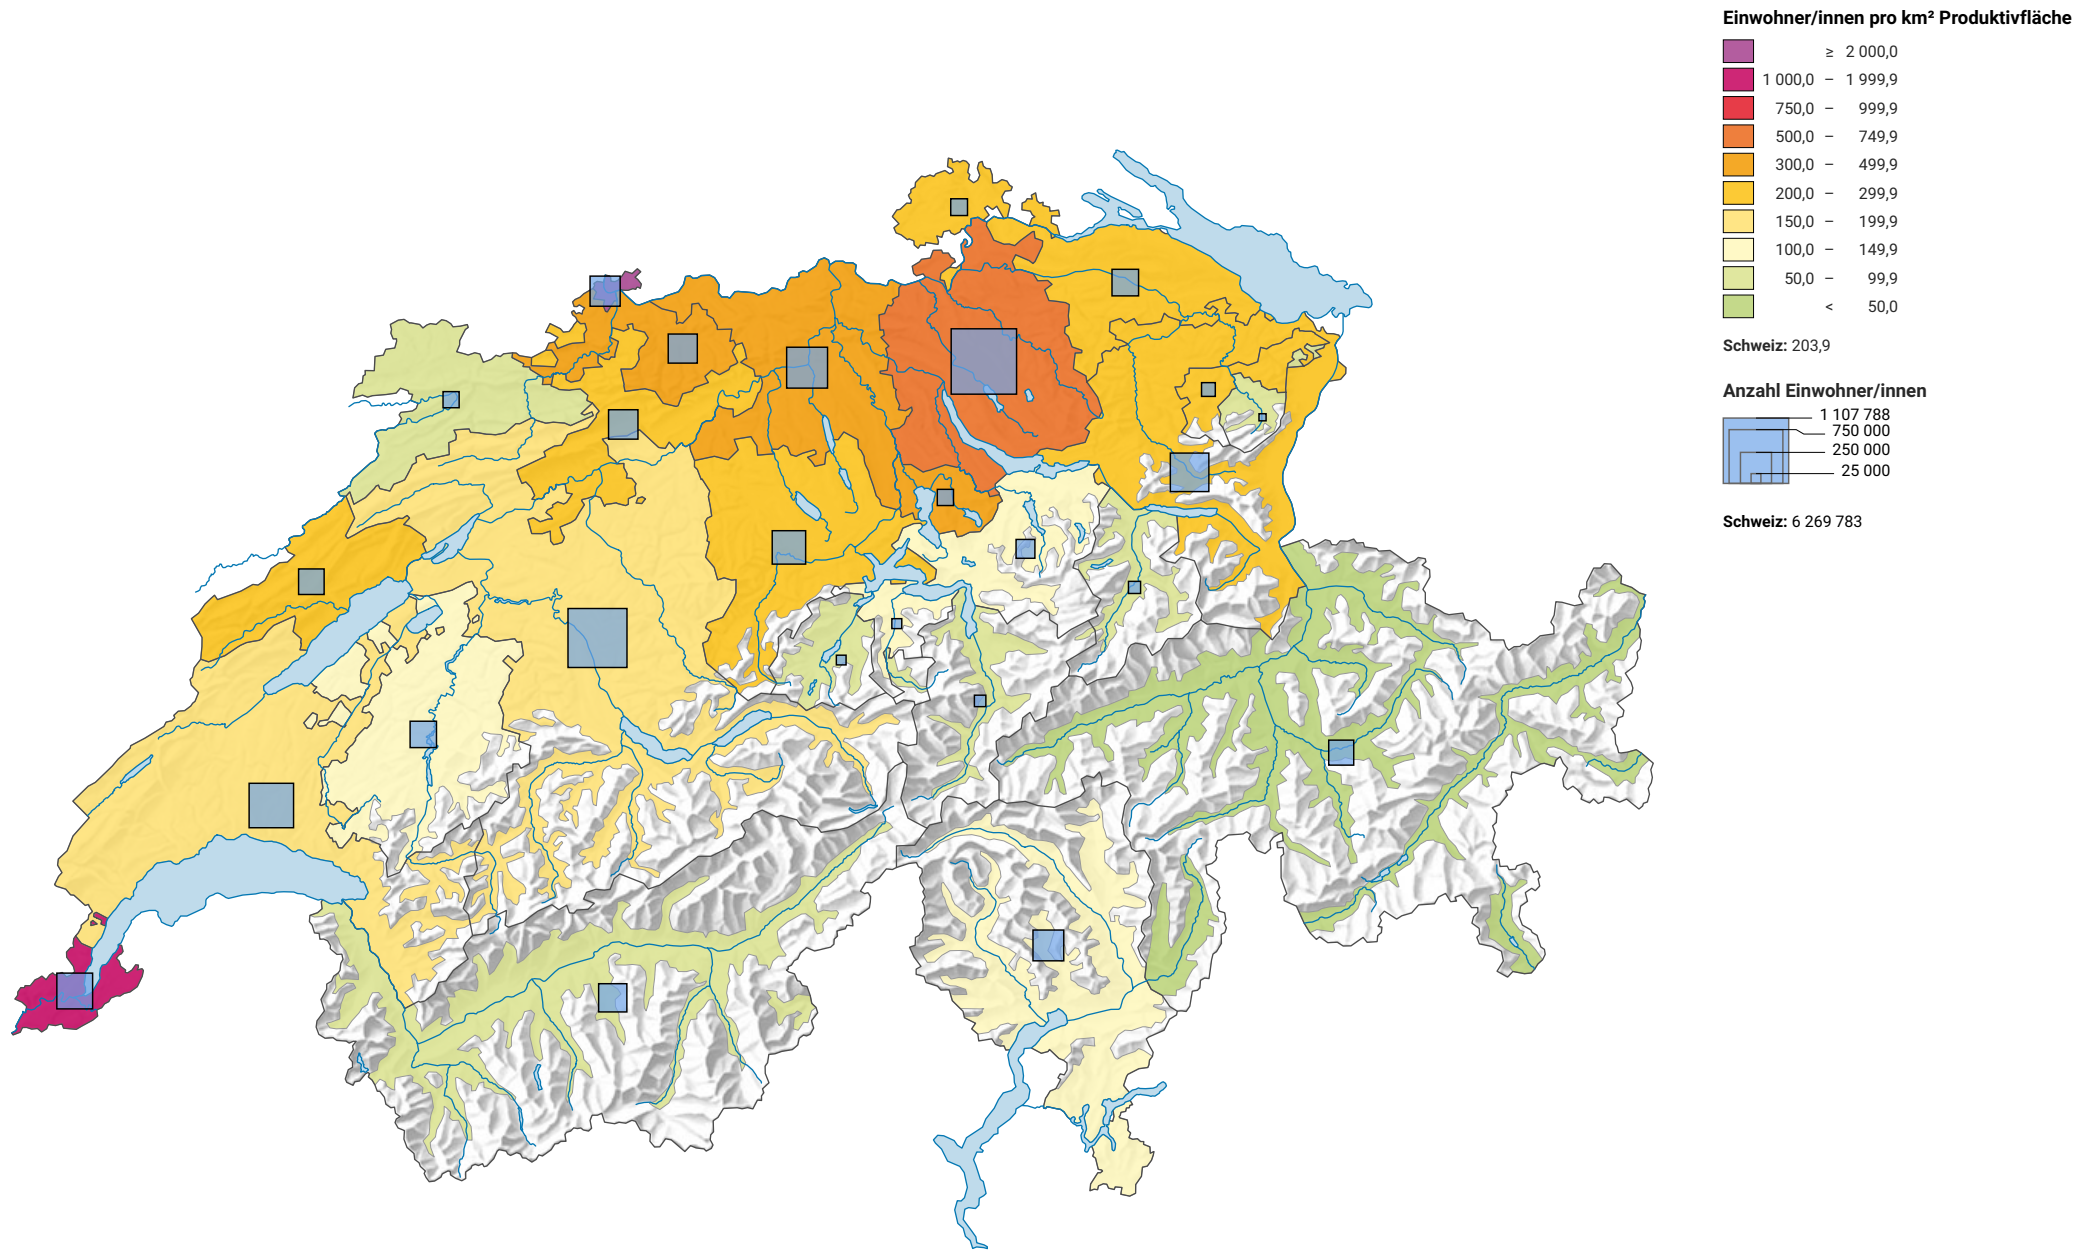 Einwohner/innen pro km² Produktivfläche
≥ 2 000,0
1 000,0 – 1 999,9
750,0 – 999,9
500,0 – 749,9
300,0 – 499,9
200,0 – 299,9
150,0 – 199,9
100,0 – 149,9
50,0 – 99,9
< 50,0
Schweiz: 203,9
Anzahl Einwohner/innen
1 107 788
750 000
250 000
25 000
Schweiz: 6 269 783